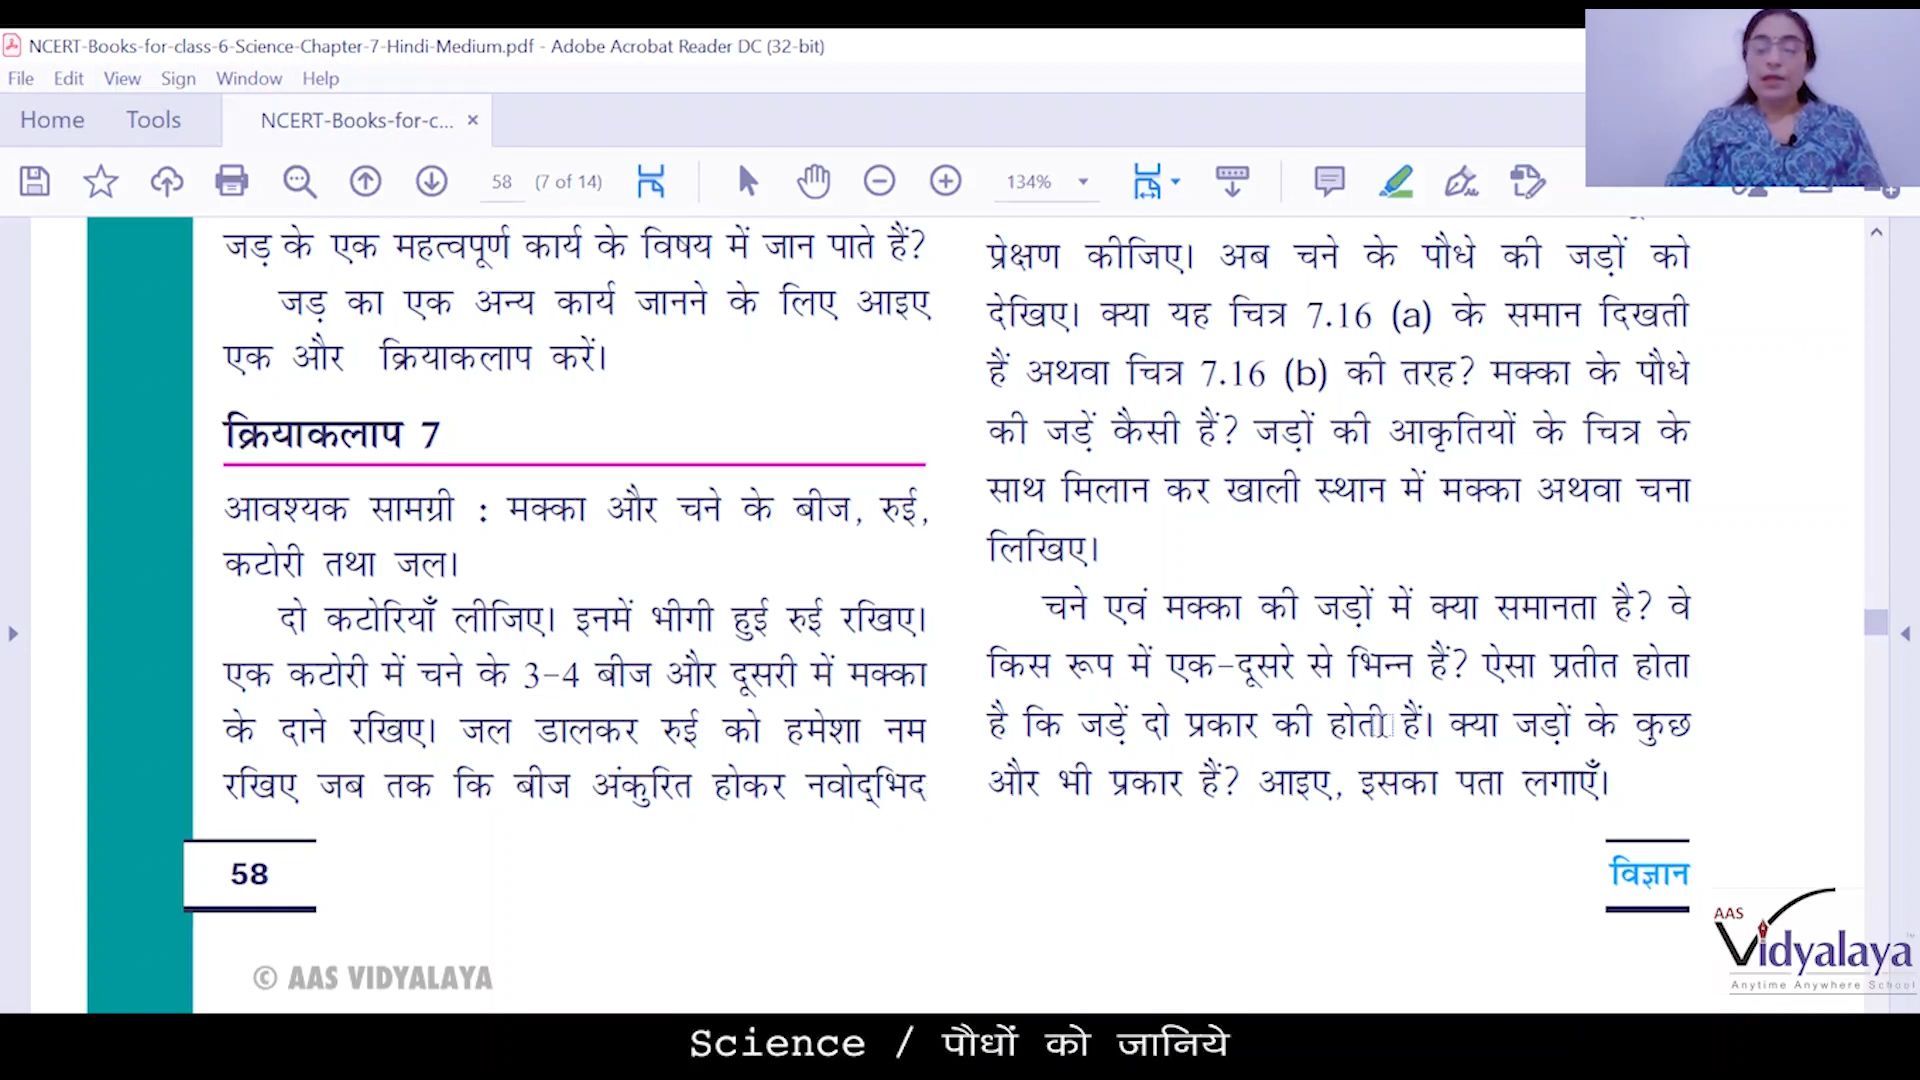 NCERT-Books-for-class-6-Science-Chapter-7-Hindi-Medium.pdf - Adobe Acrobat Reader DC (32-bit)
File Edit View Sign Window Help
Home Tools NCERT-Books-for-c... ×
58 (7 of 14) 134%
जड़ के एक महत्वपूर्ण कार्य के विषय में जान पाते हैं?
जड़ का एक अन्य कार्य जानने के लिए आइए
एक और क्रियाकलाप करें।
क्रियाकलाप 7
आवश्यक सामग्री : मक्का और चने के बीज, रुई,
कटोरी तथा जल।
दो कटोरियाँ लीजिए। इनमें भीगी हुई रुई रखिए।
एक कटोरी में चने के 3-4 बीज और दूसरी में मक्का
के दाने रखिए। जल डालकर रुई को हमेशा नम
रखिए जब तक कि बीज अंकुरित होकर नवोद्‌भिद
58
प्रेक्षण कीजिए। अब चने के पौधे की जड़ों को
देखिए। क्या यह चित्र 7.16 (a) के समान दिखती
हैं अथवा चित्र 7.16 (b) की तरह? मक्का के पौधे
की जड़ें कैसी हैं? जड़ों की आकृतियों के चित्र के
साथ मिलान कर खाली स्थान में मक्का अथवा चना
लिखिए।
चने एवं मक्का की जड़ों में क्या समानता है? वे
किस रूप में एक-दूसरे से भिन्न हैं? ऐसा प्रतीत होता
है कि जड़ें दो प्रकार की होती हैं। क्या जड़ों के कुछ
और भी प्रकार हैं? आइए, इसका पता लगाएँ।
विज्ञान
© AAS VIDYALAYA
AAS
Vidyalaya
Anytime Anywhere School
Science / पौधों को जानिये